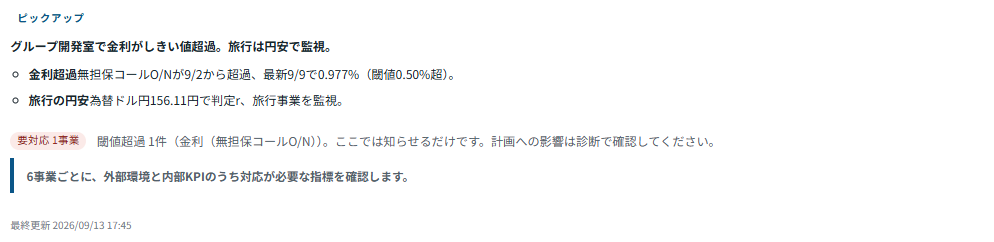 ピックアップ
グループ開発室で金利がしきい値超過。旅行は円安で監視。
金利超過無担保コールO/Nが9/2から超過、最新9/9で0.977%（閾値0.50%超）。
旅行の円安為替ドル円156.11円で判定r、旅行事業を監視。
要対応 1事業 閾値超過 1件（金利（無担保コールO/N））。ここでは知らせるだけです。計画への影響は診断で確認してください。
6事業ごとに、外部環境と内部KPIのうち対応が必要な指標を確認します。
最終更新 2026/09/13 17:45